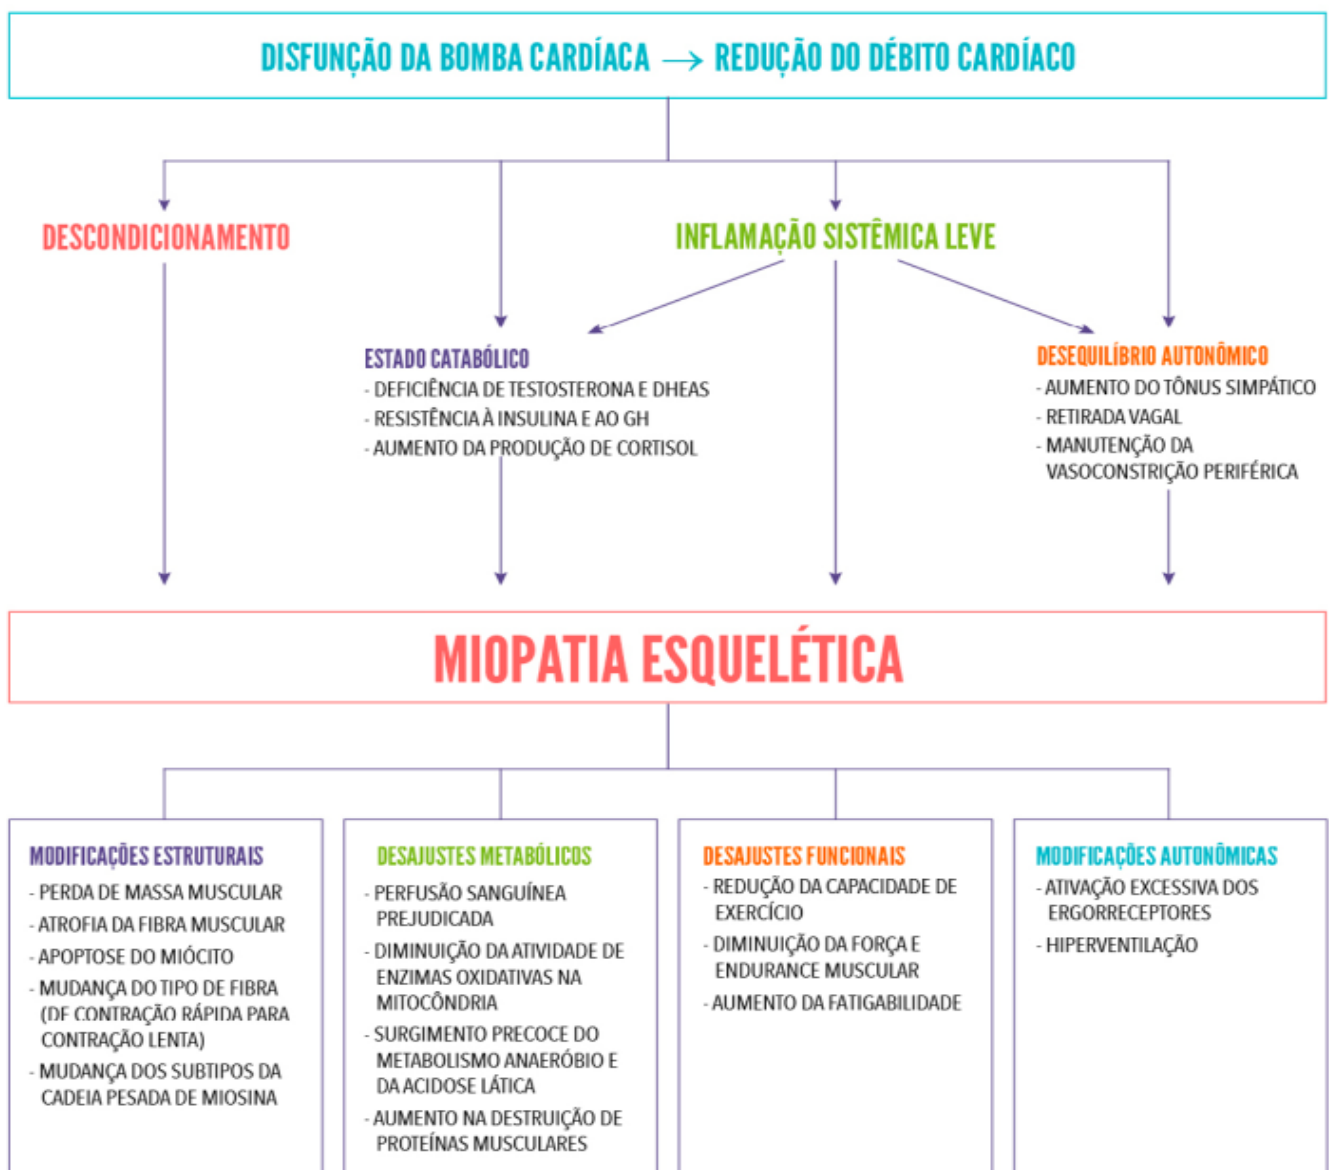 DISFUNÇÃO DA BOMBA CARDÍACA → REDUÇÃO DO DÉBITO CARDÍACO
DESCONDICIONAMENTO
INFLAMAÇÃO SISTÊMICA LEVE
ESTADO CATABÓLICO
- DEFICIÊNCIA DE TESTOSTERONA E DHEAS
- RESISTÊNCIA À INSULINA E AO GH
- AUMENTO DA PRODUÇÃO DE CORTISOL
DESEQUILÍBRIO AUTONÔMICO
- AUMENTO DO TÔNUS SIMPÁTICO
- RETIRADA VAGAL
- MANUTENÇÃO DA
VASOCONSTRIÇÃO PERIFÉRICA
MIOPATIA ESQUELÉTICA
MODIFICAÇÕES ESTRUTURAIS
- PERDA DE MASSA MUSCULAR
- ATROFIA DA FIBRA MUSCULAR
- APOPTOSE DO MIÓCITO
- MUDANÇA DO TIPO DE FIBRA
(DE CONTRAÇÃO RÁPIDA PARA
CONTRAÇÃO LENTA)
- MUDANÇA DOS SUBTIPOS DA
CADEIA PESADA DE MIOSINA
DESAJUSTES METABÓLICOS
- PERFUSÃO SANGUÍNEA
PREJUDICADA
- DIMINUIÇÃO DA ATIVIDADE DE
ENZIMAS OXIDATIVAS NA
MITOCÔNDRIA
- SURGIMENTO PRECOCE DO
METABOLISMO ANAERÓBIO E
DA ACIDOSE LÁTICA
- AUMENTO NA DESTRUIÇÃO DE
PROTEÍNAS MUSCULARES
DESAJUSTES FUNCIONAIS
- REDUÇÃO DA CAPACIDADE DE
EXERCÍCIO
- DIMINUIÇÃO DA FORÇA E
ENDURANCE MUSCULAR
- AUMENTO DA FATIGABILIDADE
MODIFICAÇÕES AUTONÔMICAS
- ATIVAÇÃO EXCESSIVA DOS
ERGORRECEPTORES
- HIPERVENTILAÇÃO